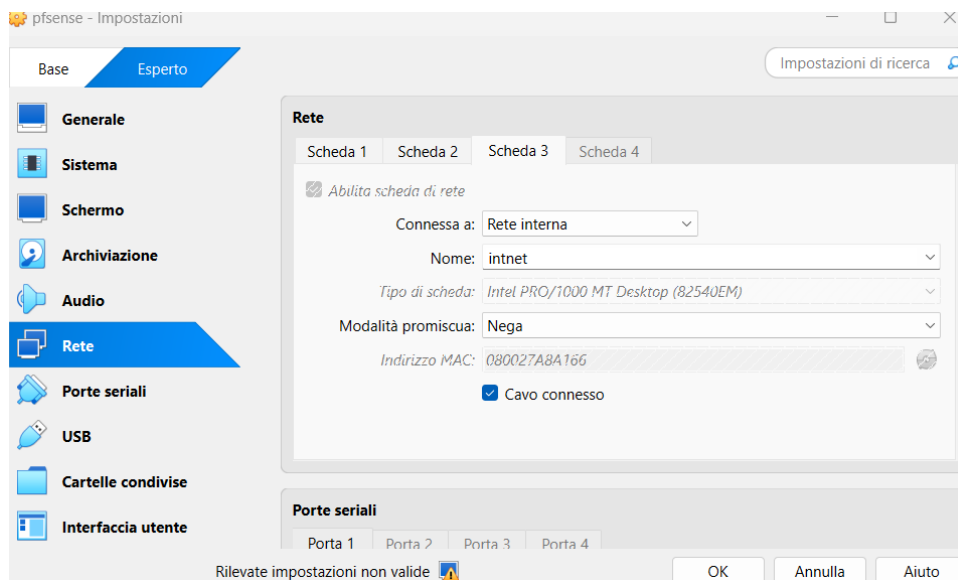 pfsense - Impostazioni
Base
Esperto
Impostazioni di ricerca
Generale
Sistema
Schermo
Archiviazione
Audio
Rete
Porte seriali
USB
Cartelle condivise
Interfaccia utente
Rete
Scheda 1 Scheda 2 Scheda 3 Scheda 4
Abilita scheda di rete
Connessa a: Rete interna
Nome: intnet
Tipo di scheda: Intel PRO/1000 MT Desktop (82540EM)
Modalità promiscua: Nega
Indirizzo MAC: 080027A8A166
Cavo connesso
Porte seriali
Porta 1 Porta 2 Porta 3 Porta 4
Rilevate impostazioni non valide
OK Annulla Aiuto